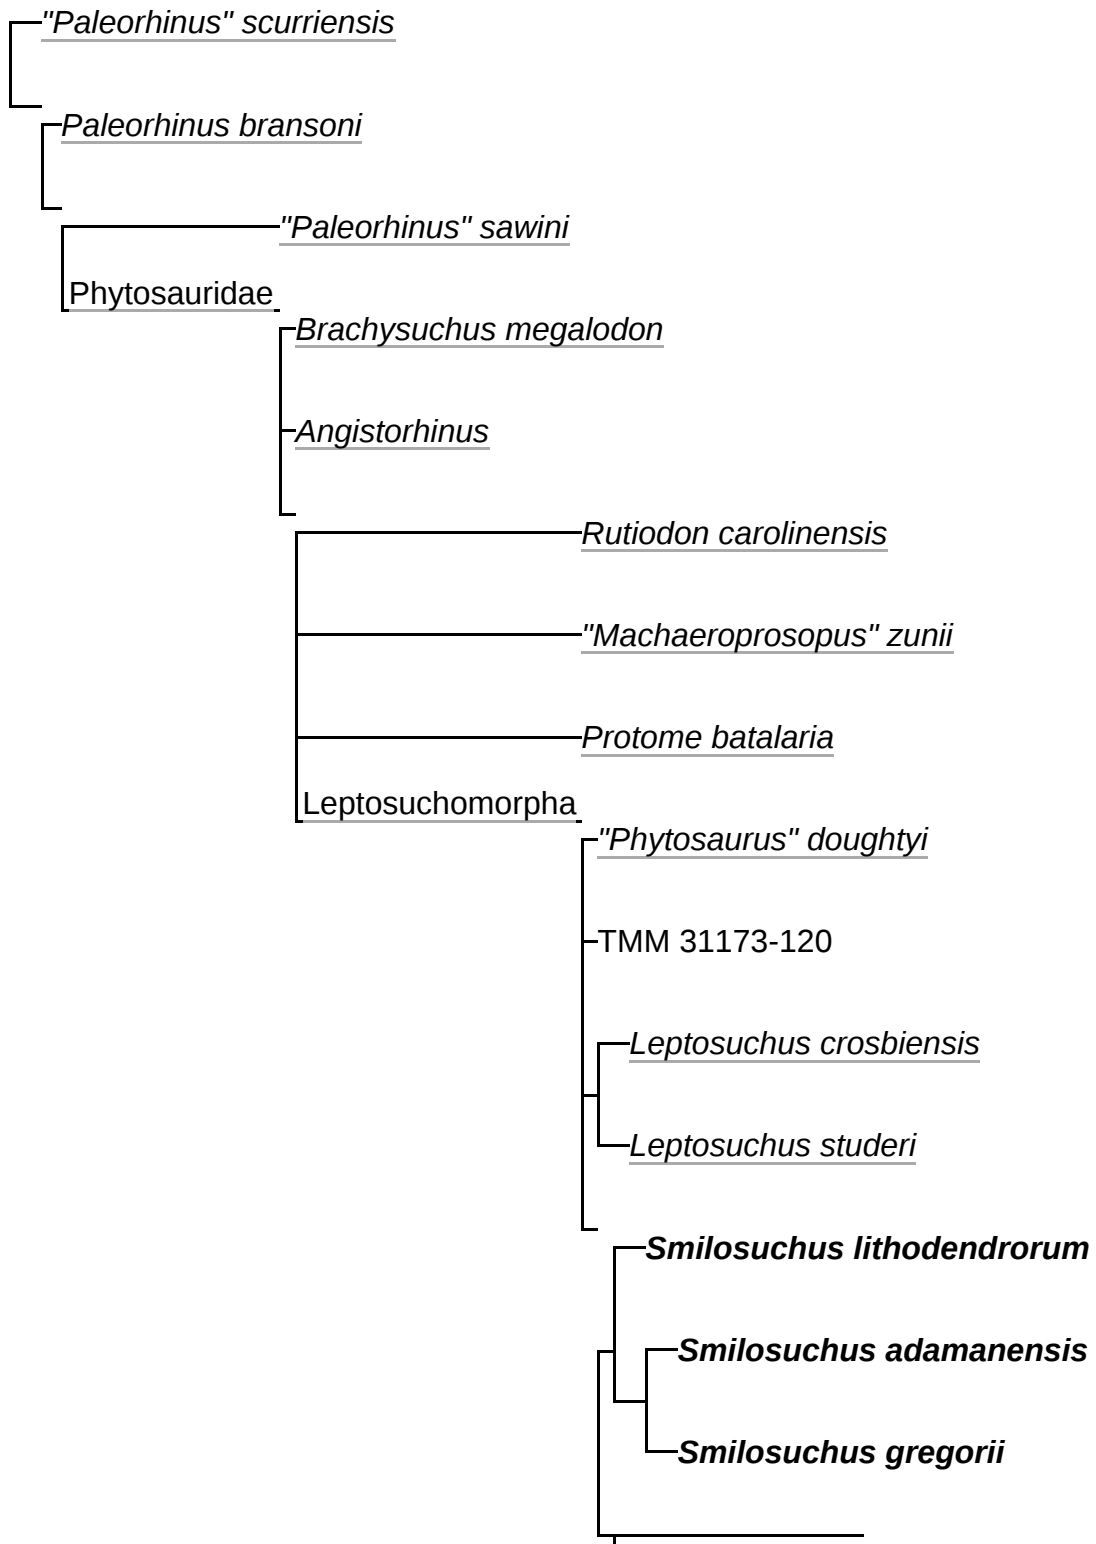 "Paleorhinus" scurriensis
Paleorhinus bransoni
"Paleorhinus" sawini
Phytosauridae
Brachysuchus megalodon
Angistorhinus
Rutiodon carolinensis
"Machaeroprosopus" zunii
Protome batalaria
Leptosuchomorpha
"Phytosaurus" doughtyi
TMM 31173-120
Leptosuchus crosbiensis
Leptosuchus studeri
Smilosuchus lithodendrorum
Smilosuchus adamanensis
Smilosuchus gregorii